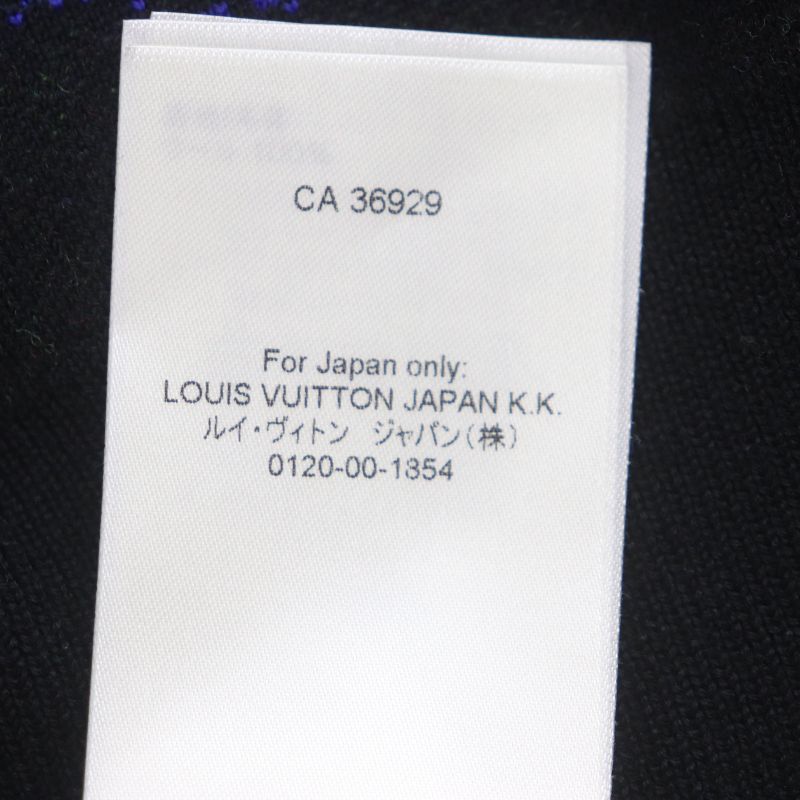 CA 36929
For Japan only:
LOUIS VUITTON JAPAN K.K.
ルイ・ヴィトン ジャパン(株)
0120-00-1854